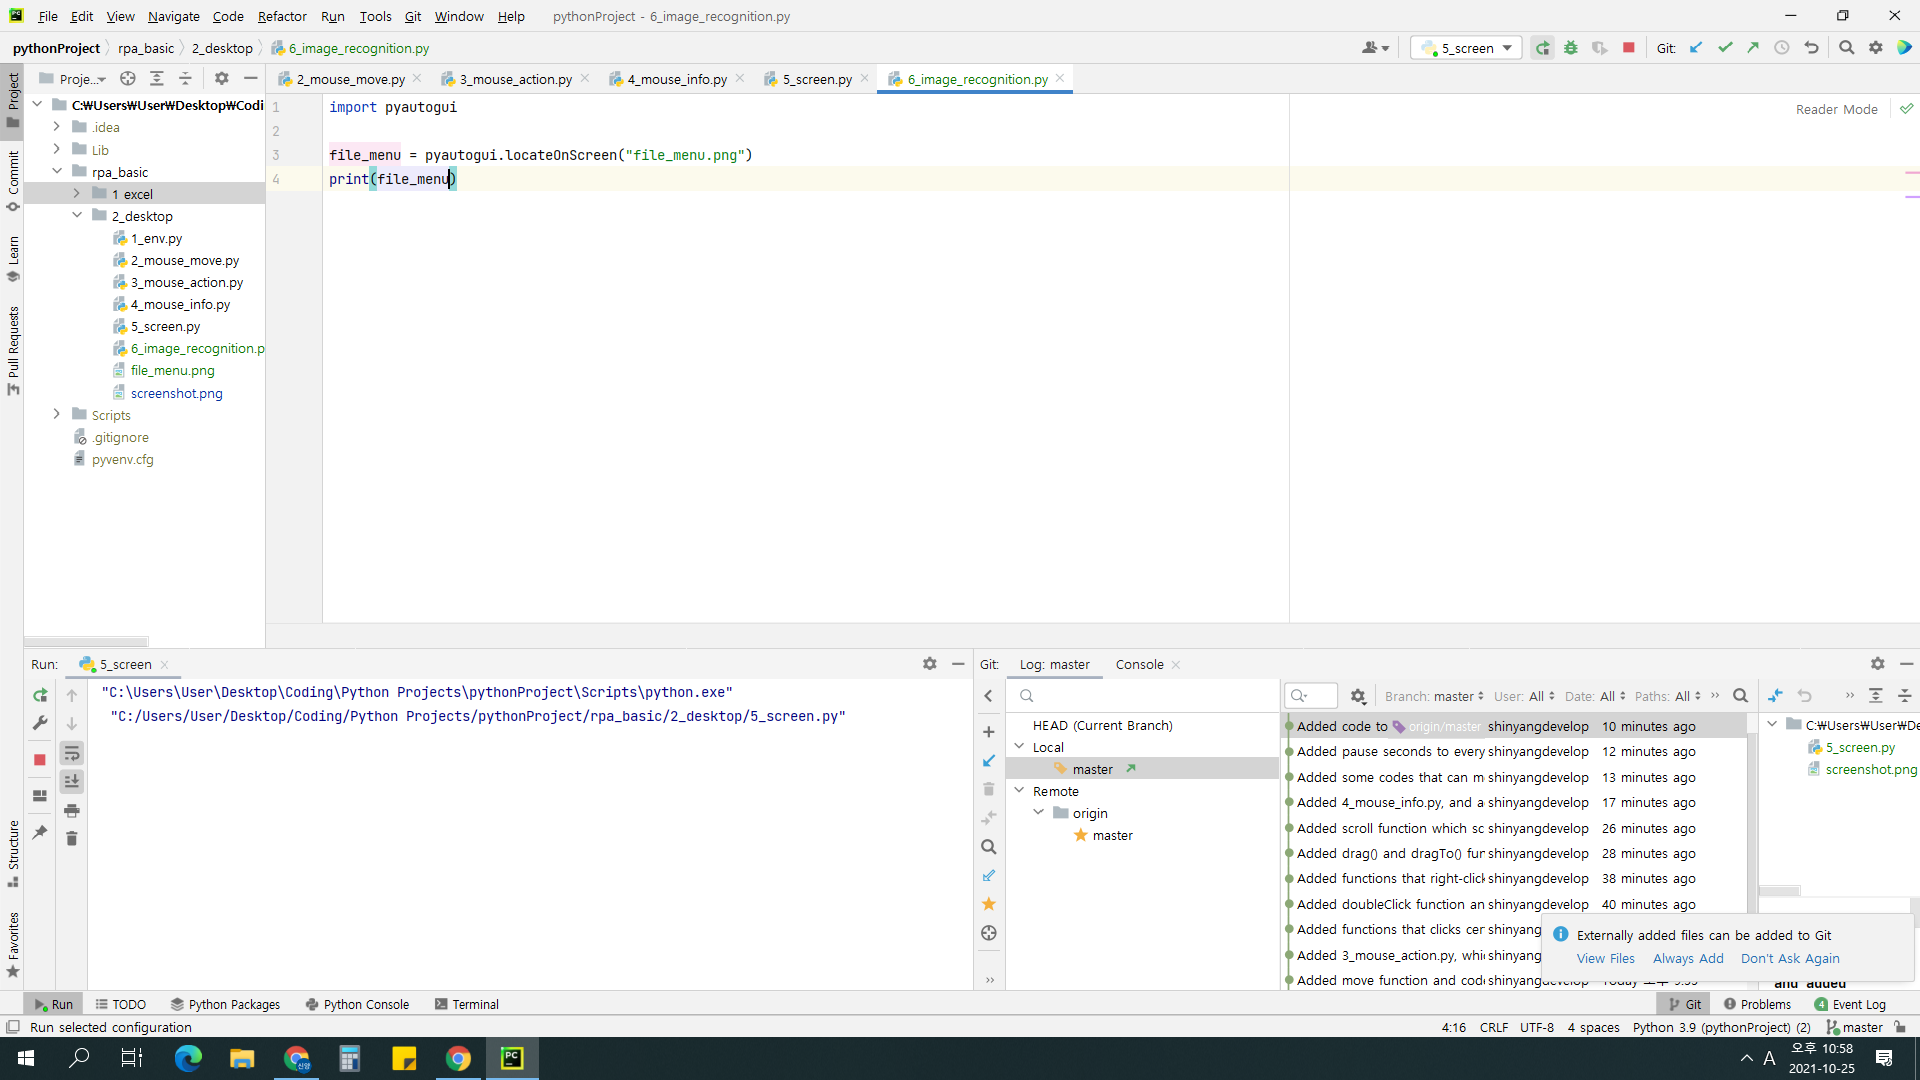 File Edit View Navigate Code Refactor Run Tools Git Window Help pythonProject - 6_image_recognition.py
pythonProject rpa_basic 2_desktop 6_image_recognition.py 5_screen Git:
Project
Commit
Learn
Pull Requests
Structure
Favorites
Proje...
C:₩Users₩User₩Desktop₩Codi
.idea
Lib
rpa_basic
1 excel
2_desktop
1_env.py
2_mouse_move.py
3_mouse_action.py
4_mouse_info.py
5_screen.py
6_image_recognition.p
file_menu.png
screenshot.png
Scripts
.gitignore
pyvenv.cfg
2_mouse_move.py 3_mouse_action.py 4_mouse_info.py 5_screen.py 6_image_recognition.py
Reader Mode
1 import pyautogui
2
3 file_menu = pyautogui.locateOnScreen("file_menu.png")
4 print(file_menu)
Run: 5_screen
"C:\Users\User\Desktop\Coding\Python Projects\pythonProject\Scripts\python.exe"
"C:/Users/User/Desktop/Coding/Python Projects/pythonProject/rpa_basic/2_desktop/5_screen.py"
Git: Log: master Console
HEAD (Current Branch)
Local
master
Remote
origin
master
Branch: master User: All Date: All Paths: All
Added code to origin/master shinyangdevelop 10 minutes ago
Added pause seconds to every shinyangdevelop 12 minutes ago
Added some codes that can m shinyangdevelop 13 minutes ago
Added 4_mouse_info.py, and a shinyangdevelop 17 minutes ago
Added scroll function which sc shinyangdevelop 26 minutes ago
Added drag() and dragTo() fur shinyangdevelop 28 minutes ago
Added functions that right-click shinyangdevelop 38 minutes ago
Added doubleClick function an shinyangdevelop 40 minutes ago
Added functions that clicks cer shinyang
Added 3_mouse_action.py, whi shinyang
Added move function and cod shinyang
C:₩Users₩User₩De
5_screen.py
screenshot.png
and added
Externally added files can be added to Git
View Files Always Add Don't Ask Again
Run TODO Python Packages Python Console Terminal Git Problems 4 Event Log
Run selected configuration 4:16 CRLF UTF-8 4 spaces Python 3.9 (pythonProject) (2) master
신양
PC
A
오후 10:58
2021-10-25